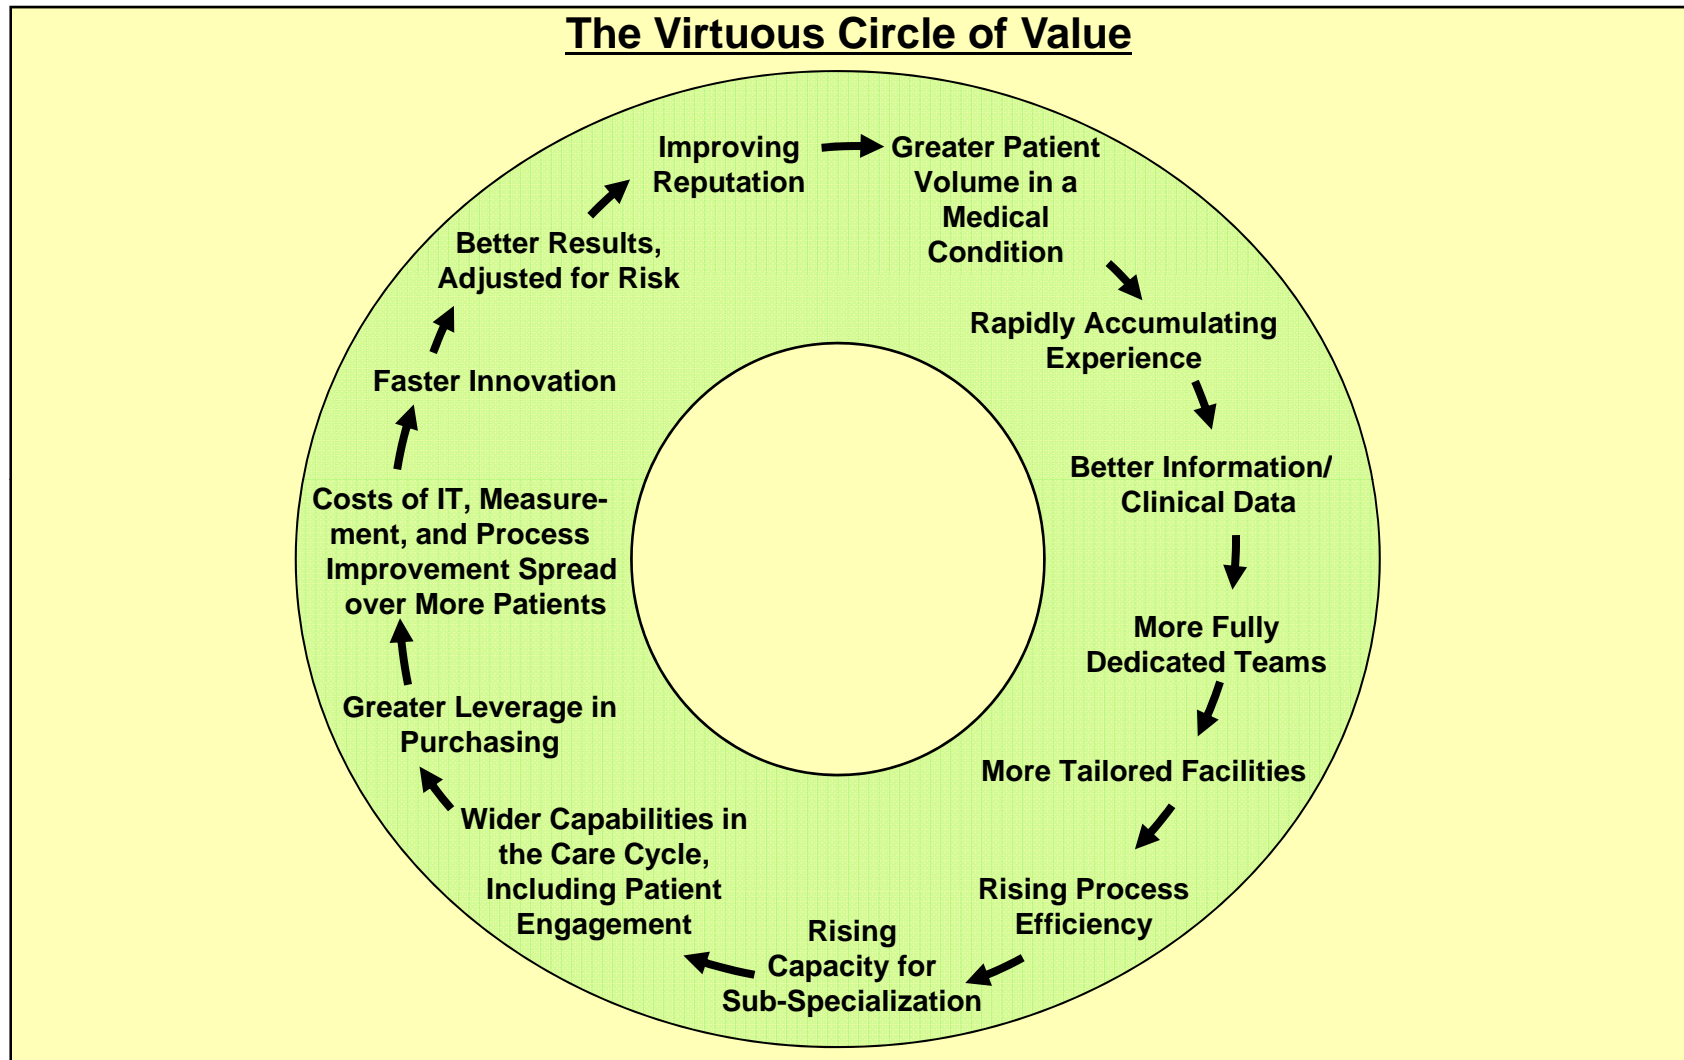 The Virtuous Circle of Value
Improving
Reputation
Greater Patient
Volume in a
Medical
Condition
Rapidly Accumulating
Experience
Better Information/
Clinical Data
More Fully
Dedicated Teams
More Tailored Facilities
Rising Process
Efficiency
Rising
Capacity for
Sub-Specialization
Wider Capabilities in
the Care Cycle,
Including Patient
Engagement
Greater Leverage in
Purchasing
Costs of IT, Measure-
ment, and Process
Improvement Spread
over More Patients
Faster Innovation
Better Results,
Adjusted for Risk